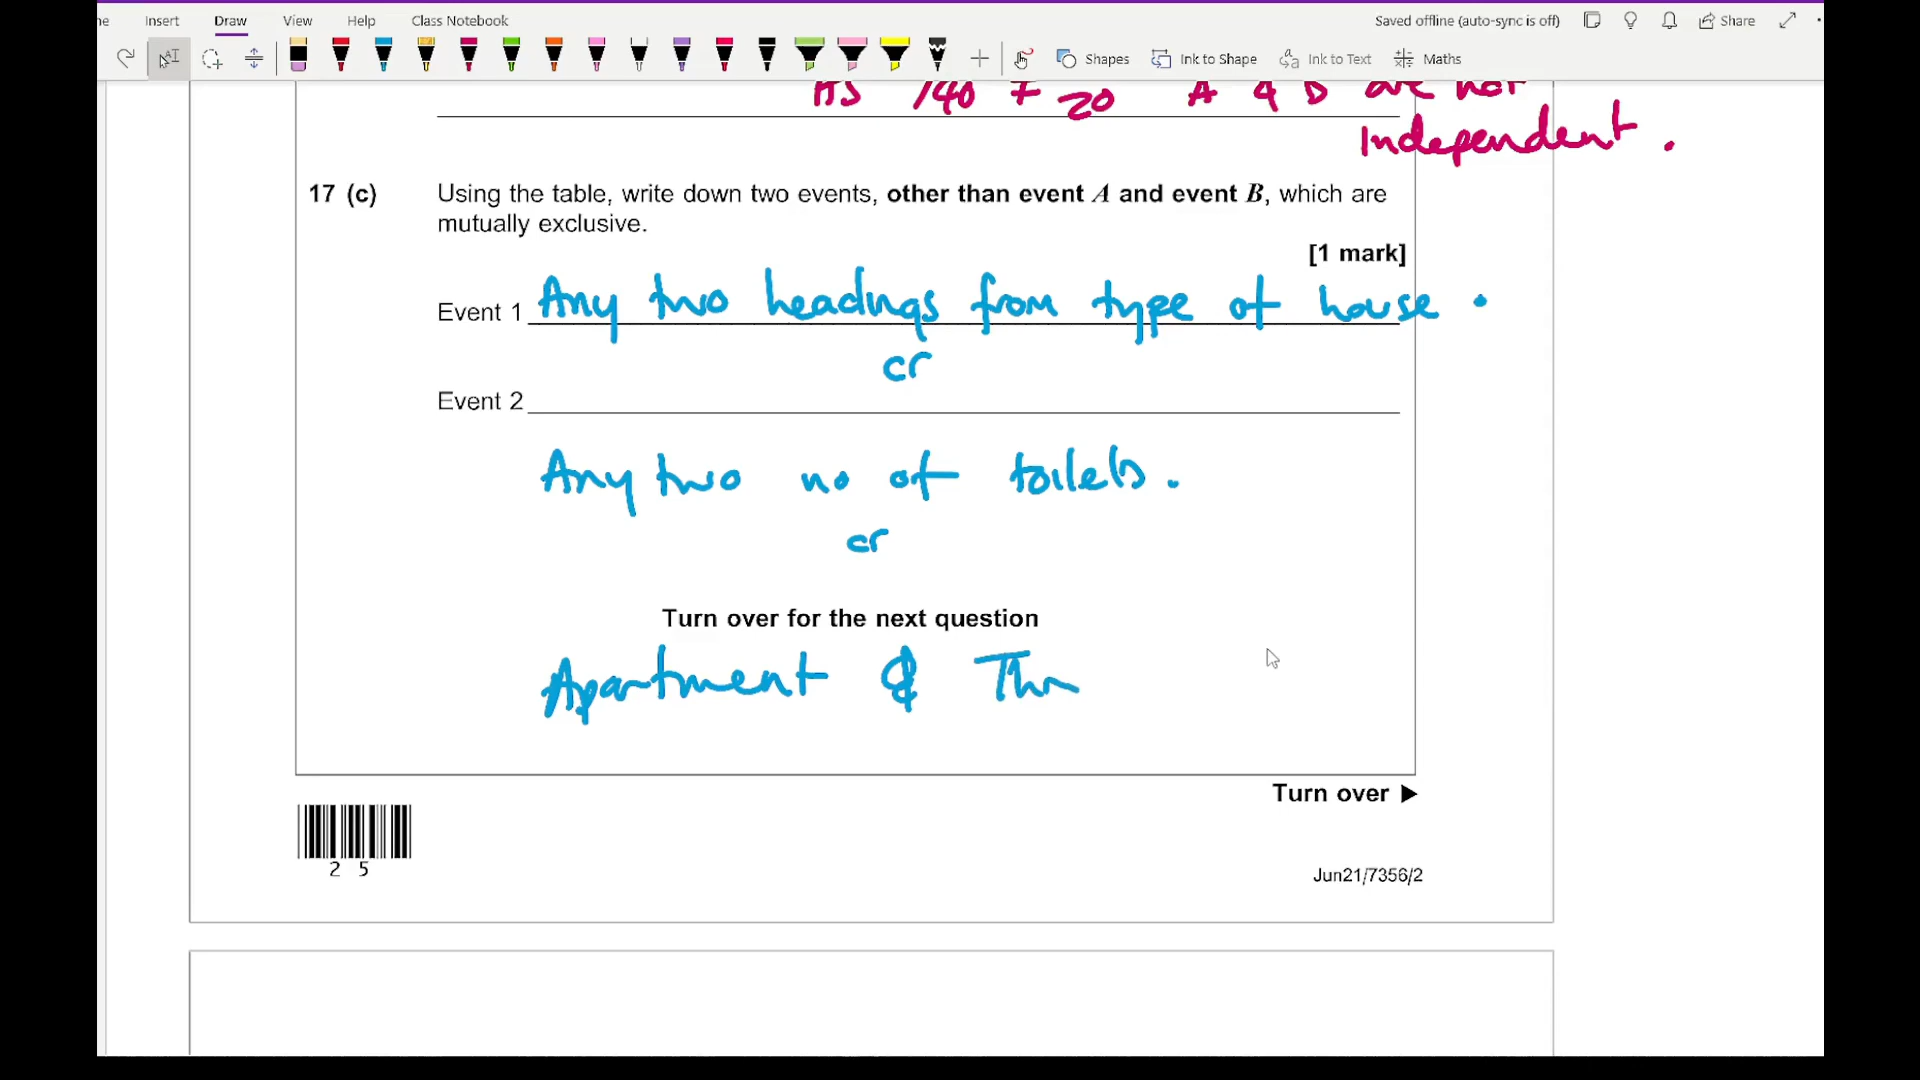 Insert Draw View Help Class Notebook Saved offline (auto-sync is off) Share
Shapes Ink to Shape Ink to Text Maths
Independent.
17 (c) Using the table, write down two events, other than event A and event B, which are
mutually exclusive.
[1 mark]
Event 1 Any two headings from type of house.
or
Event 2
Any two no of toilets.
or
Turn over for the next question
Apartment &
Turn over
2 5
Jun21/7356/2